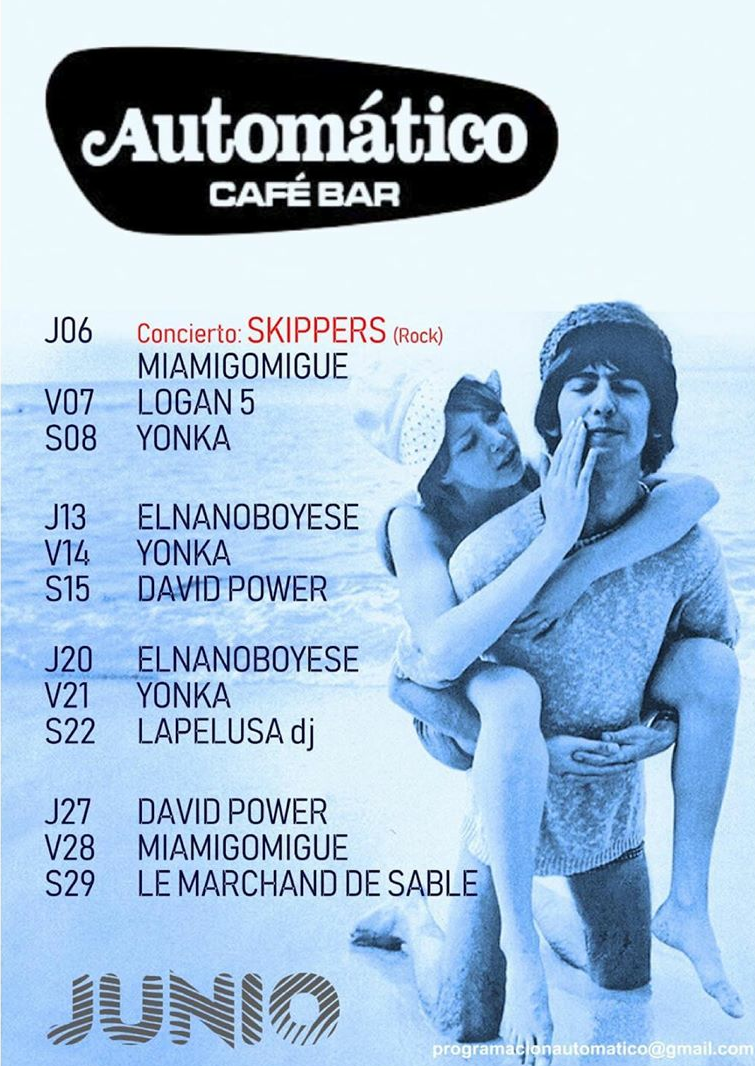 Automático
CAFÉ BAR
J06 Concierto: SKIPPERS (Rock)
MIAMIGOMIGUE
V07 LOGAN 5
S08 YONKA
J13 ELNANOBOYESE
V14 YONKA
S15 DAVID POWER
J20 ELNANOBOYESE
V21 YONKA
S22 LAPELUSA dj
J27 DAVID POWER
V28 MIAMIGOMIGUE
S29 LE MARCHAND DE SABLE
JUNIO
programacionautomatico@gmail.com